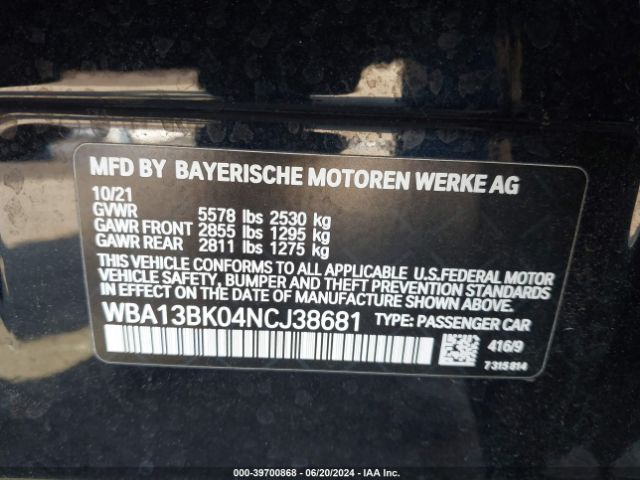 MFD BY BAYERISCHE MOTOREN WERKE AG
10/21
GVWR 5578 lbs 2530 kg
GAWR FRONT 2855 lbs 1295 kg
GAWR REAR 2811 lbs 1275 kg
THIS VEHICLE CONFORMS TO ALL APPLICABLE U.S.FEDERAL MOTOR
VEHICLE SAFETY, BUMPER AND THEFT PREVENTION STANDARDS
IN EFFECT ON THE DATE OF MANUFACTURE SHOWN ABOVE.
WBA13BK04NCJ38681 TYPE: PASSENGER CAR
416/9
7315814
000-39700868 - 06/20/2024 - IAA Inc.